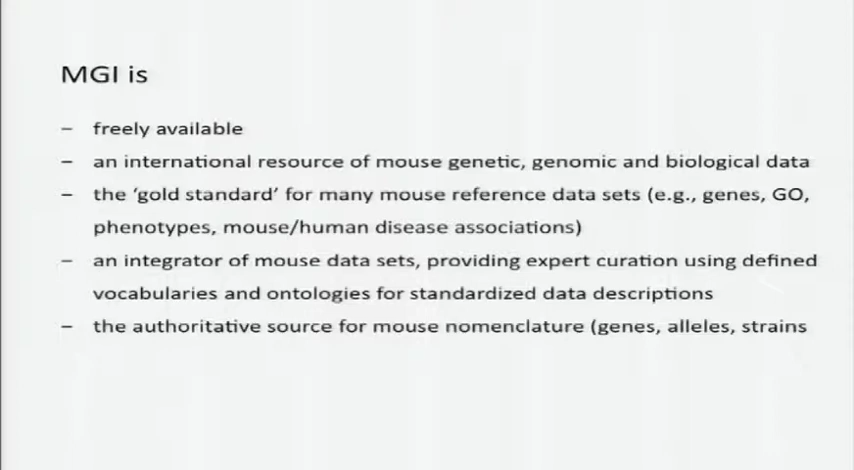 MGI is
– freely available
– an international resource of mouse genetic, genomic and biological data
– the ‘gold standard’ for many mouse reference data sets (e.g., genes, GO,
phenotypes, mouse/human disease associations)
– an integrator of mouse data sets, providing expert curation using defined
vocabularies and ontologies for standardized data descriptions
– the authoritative source for mouse nomenclature (genes, alleles, strains